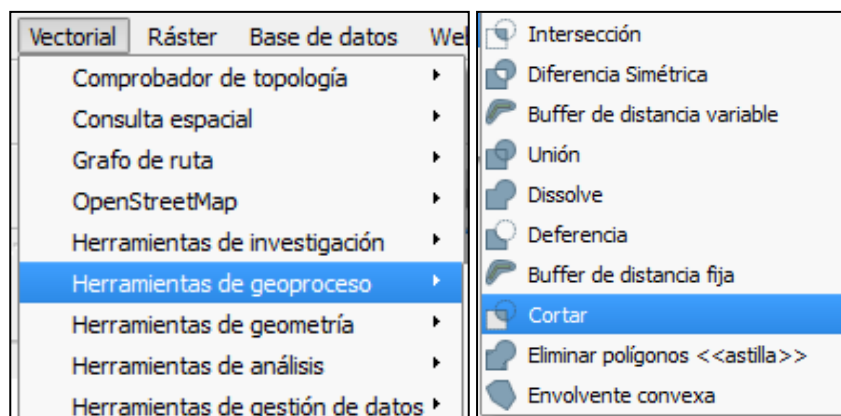 Vectorial Ráster Base de datos
Comprobador de topología
Consulta espacial
Grafo de ruta
OpenStreetMap
Herramientas de investigación
Herramientas de geoproceso
Herramientas de geometría
Herramientas de análisis
Herramientas de gestión de datos
Intersección
Diferencia Simétrica
Buffer de distancia variable
Unión
Dissolve
Deferencia
Buffer de distancia fija
Cortar
Eliminar polígonos <<astilla>>
Envolvente convexa